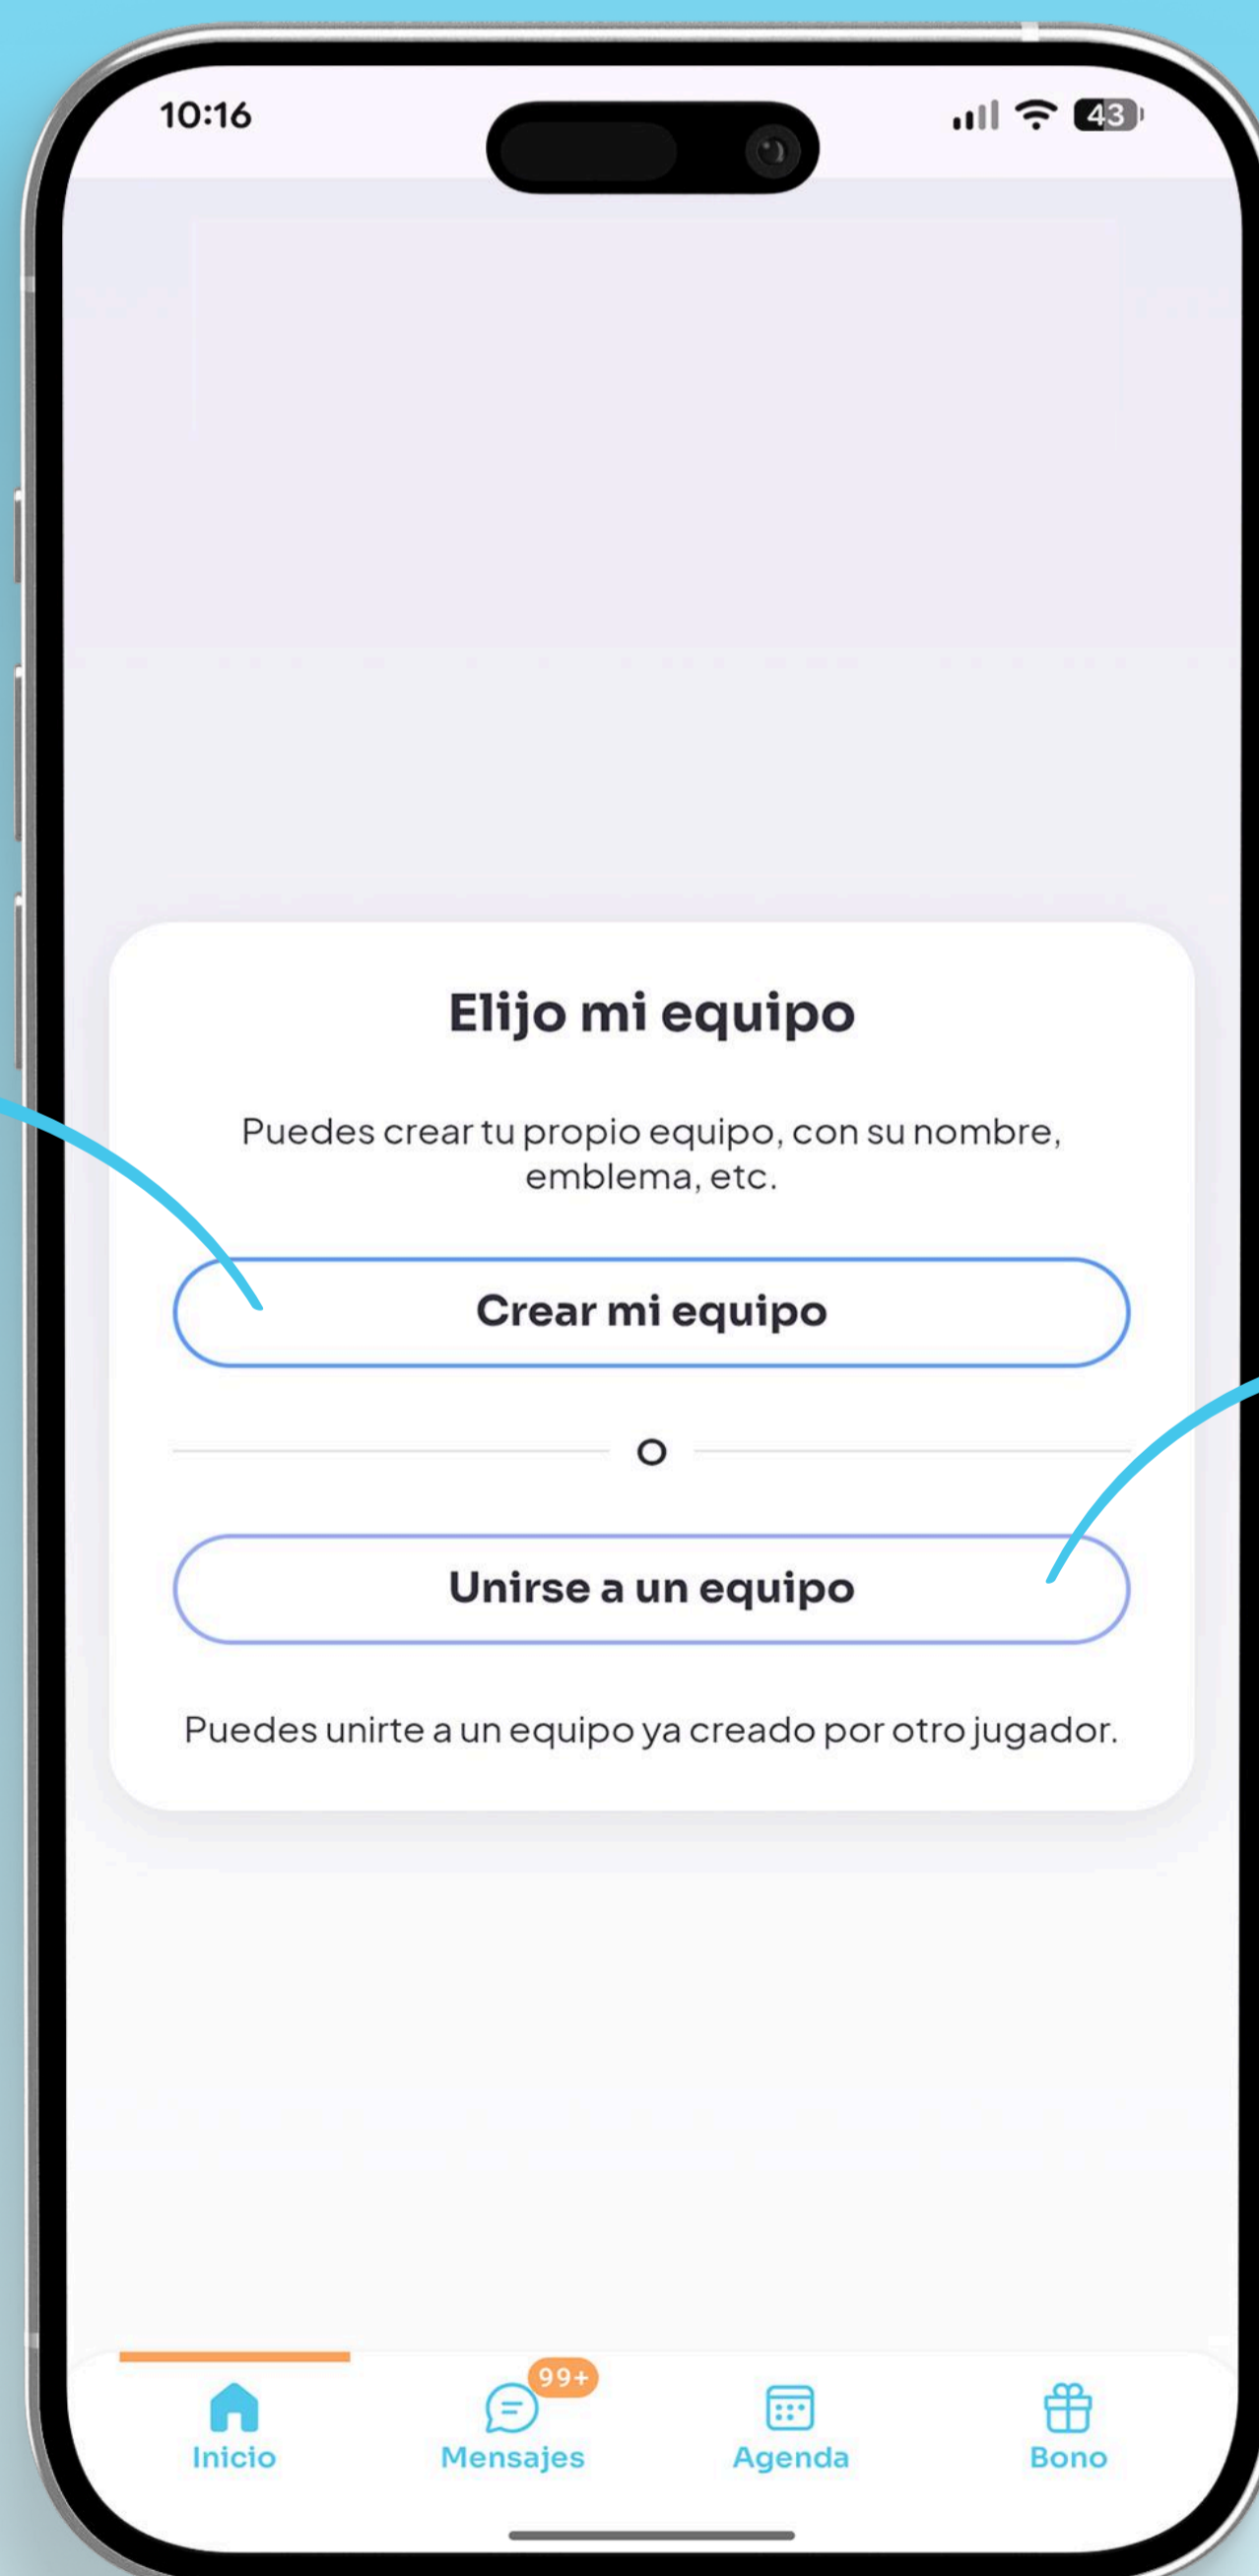 10:16
43
Elijo mi equipo
Puedes crear tu propio equipo, con su nombre,
emblema, etc.
Crear mi equipo
O
Unirse a un equipo
Puedes unirte a un equipo ya creado por otro jugador.
99+
Inicio
Mensajes
Agenda
Bono